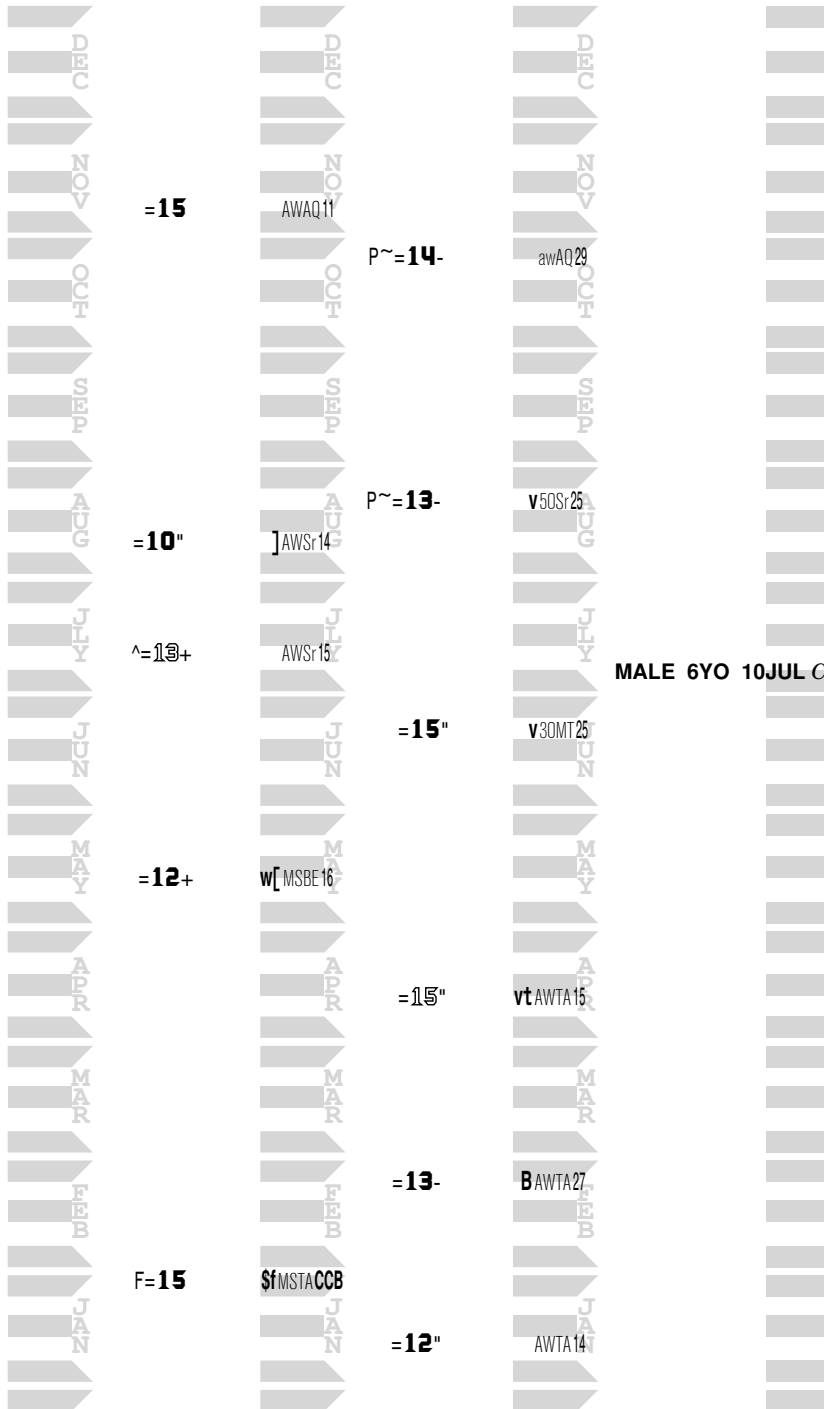 D D D
E E E
C C C
N N N
O O O
V V V
=15 AWAQ11
P~=14- awAQ29
O O O
C C C
T T T
S S S
E E E
P P P
P~=13- v50Sr25
A A A
U U U
G G G
=10" ]AWSr14
J J J
L L L
Y Y Y
^=13+ AWSr15
MALE 6YO 10JUL C
=15" v30MT25
J J J
U U U
N N N
M M M
A A A
Y Y Y
=12+ w[MSBE16
A A A
P P P
R R R
=15" vtAWTA15
M M M
A A A
R R R
=13- BAWTA27
F F F
E E E
B B B
F=15 $fMSTACCB
J J J
A A A
N N N
=12" AWTA14